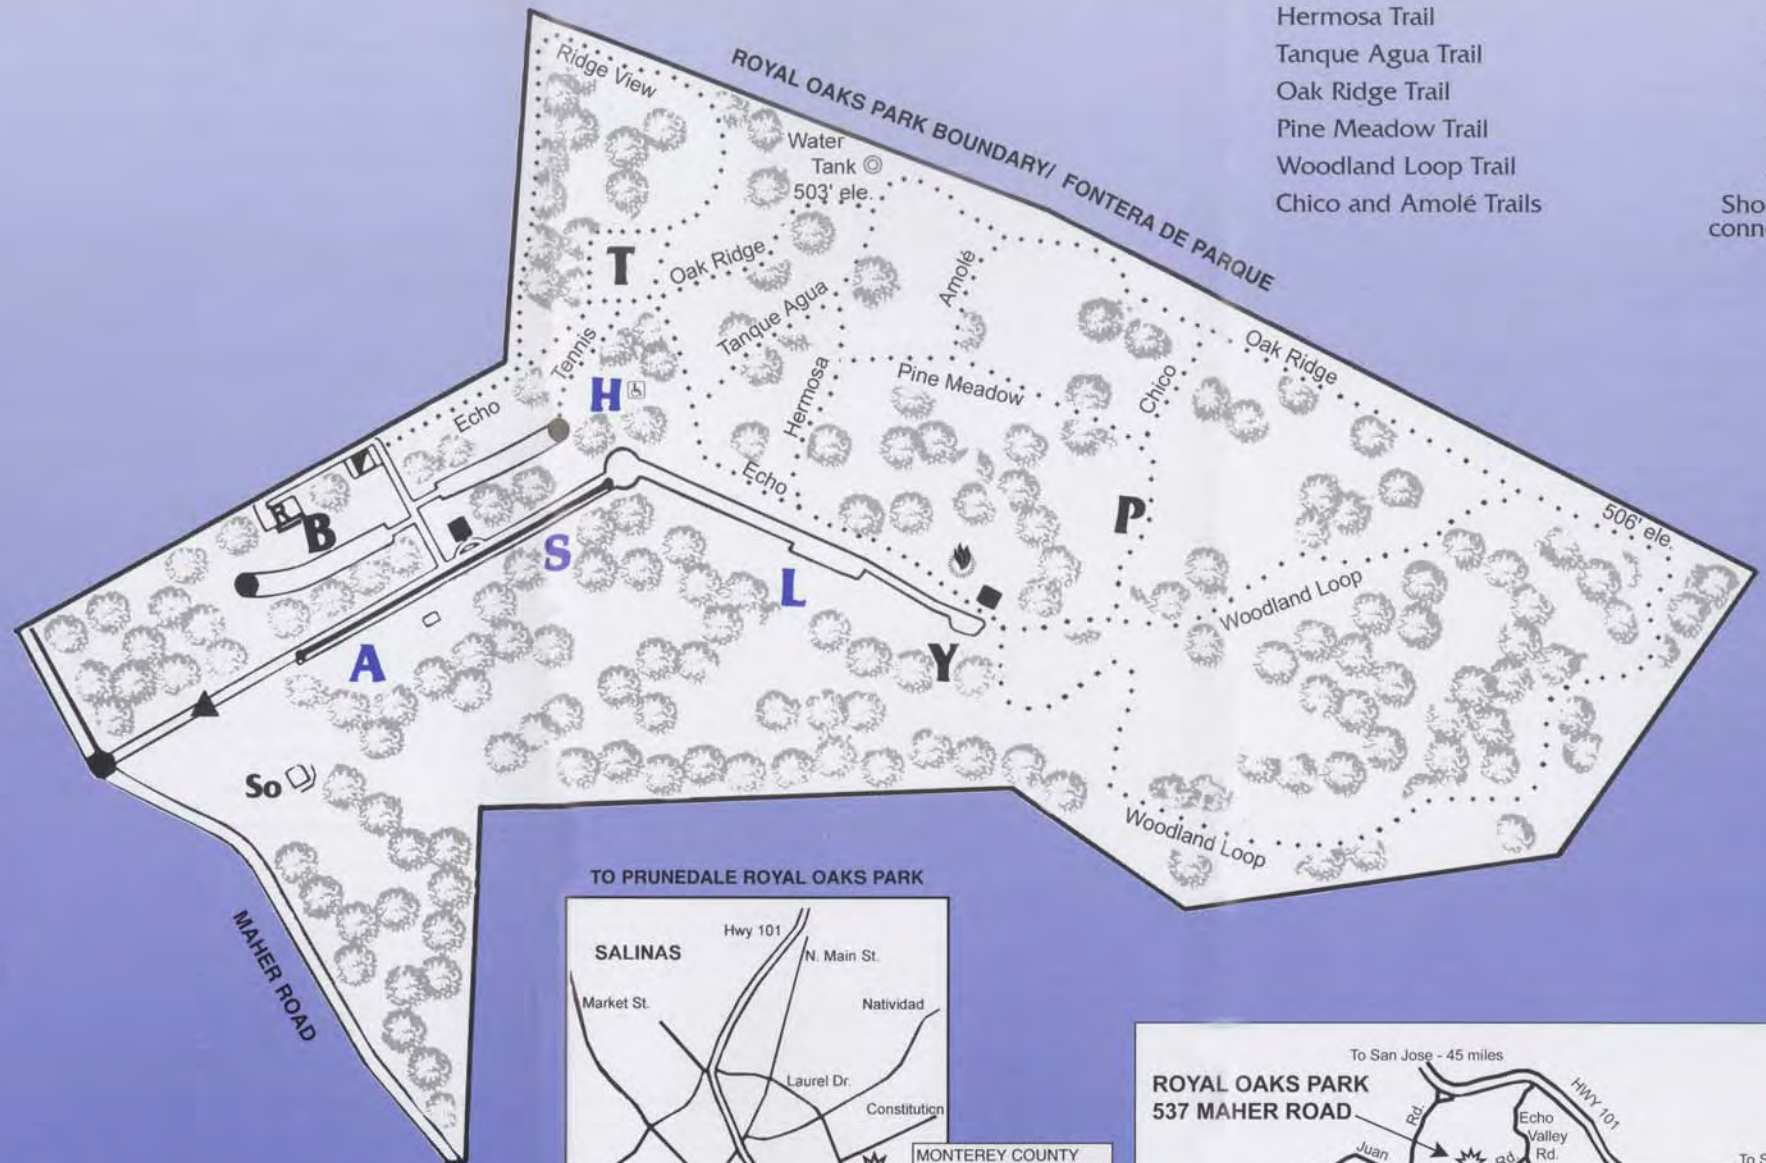 Hermosa Trail
Tanque Agua Trail
Oak Ridge Trail
Pine Meadow Trail
Woodland Loop Trail
Chico and Amolé Trails
Sho
conne
ROYAL OAKS PARK BOUNDARY/ FONTERA DE PARQUE
Ridge View
Water
Tank
503' ele.
T
Oak Ridge
Tanque Agua
Amolé
Tennis
H
Hermosa
Pine Meadow
Chico
Oak Ridge
Echo
Echo
506' ele.
R
B
S
P
L
Woodland Loop
A
Y
So
Woodland Loop
MAHER ROAD
TO PRUNEDALE ROYAL OAKS PARK
SALINAS
Hwy 101
N. Main St.
Market St.
Natividad
Laurel Dr.
Constitution
MONTEREY COUNTY
To San Jose - 45 miles
ROYAL OAKS PARK
537 MAHER ROAD
HWY 101
Rd.
Echo
Valley
Rd.
Juan
Rd.
To S